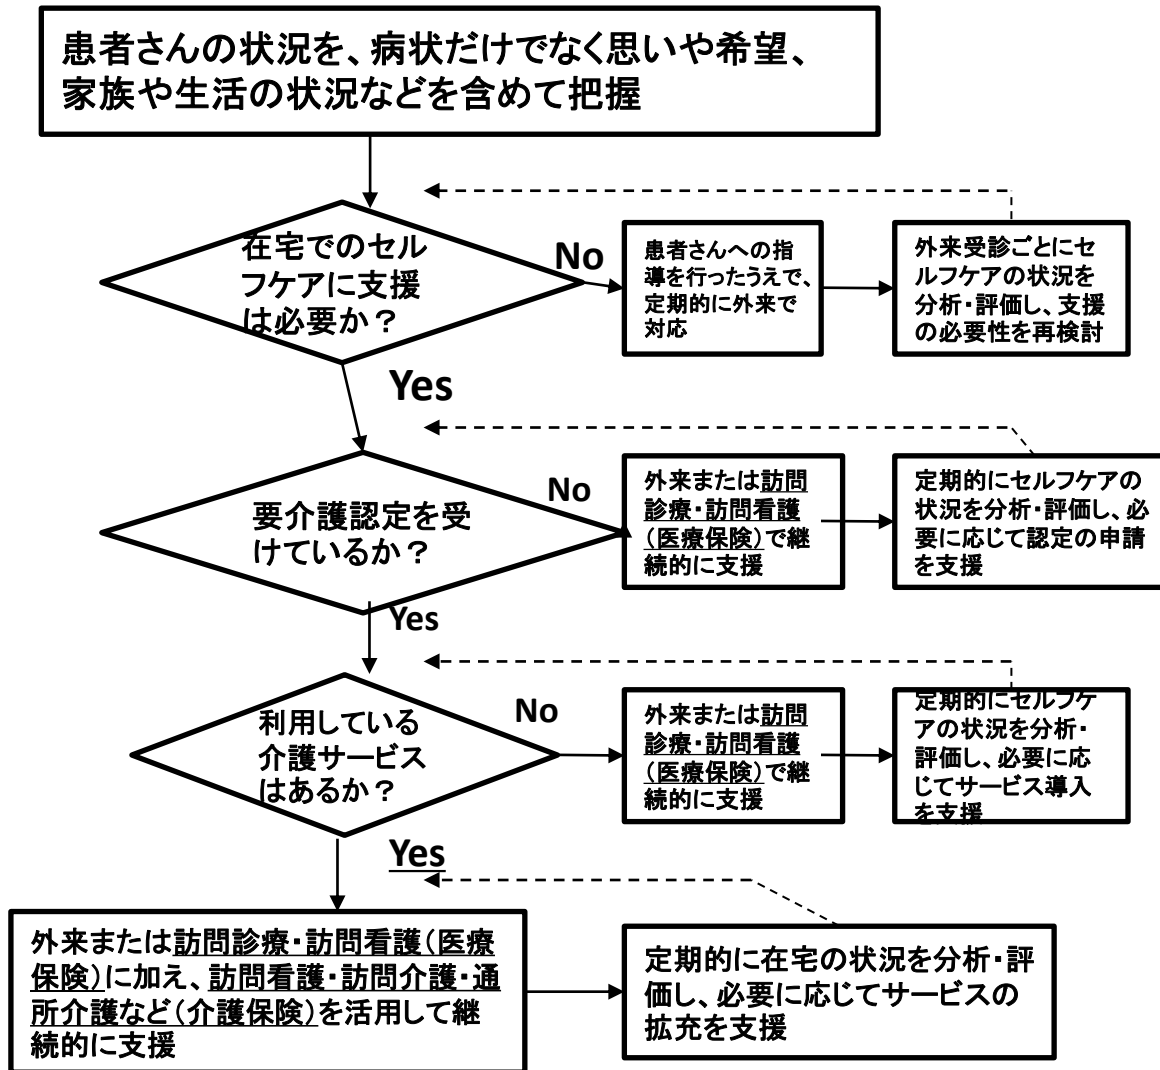 患者さんの状況を、病状だけでなく思いや希望、
家族や生活の状況などを含めて把握
在宅でのセル
フケアに支援
は必要か？
No
患者さんへの指
導を行ったうえで、
定期的に外来で
対応
外来受診ごとにセ
ルフケアの状況を
分析・評価し、支援
の必要性を再検討
Yes
要介護認定を受
けているか？
No
外来または訪問
診療・訪問看護
（医療保険）で継
続的に支援
定期的にセルフケアの
状況を分析・評価し、必
要に応じて認定の申請
を支援
Yes
利用している
介護サービス
はあるか？
No
外来または訪問
診療・訪問看護
（医療保険）で継
続的に支援
定期的にセルフケ
アの状況を分析・
評価し、必要に応
じてサービス導入
を支援
Yes
外来または訪問診療・訪問看護（医療
保険）に加え、訪問看護・訪問介護・通
所介護など（介護保険）を活用して継
続的に支援
定期的に在宅の状況を分析・評
価し、必要に応じてサービスの
拡充を支援